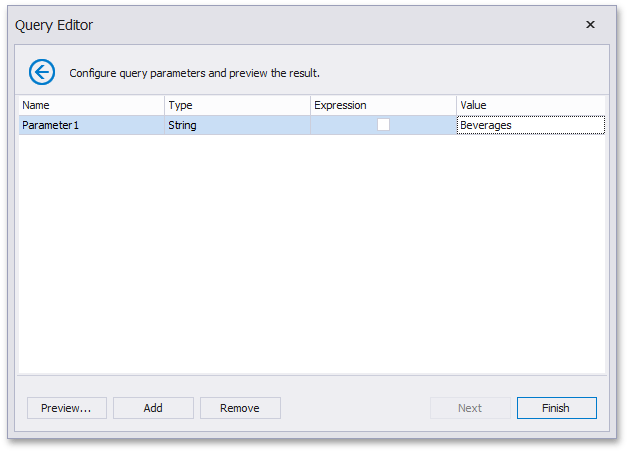 Query Editor
Configure query parameters and preview the result.
Name Type Expression Value
Parameter1 String Beverages
Preview... Add Remove Next Finish